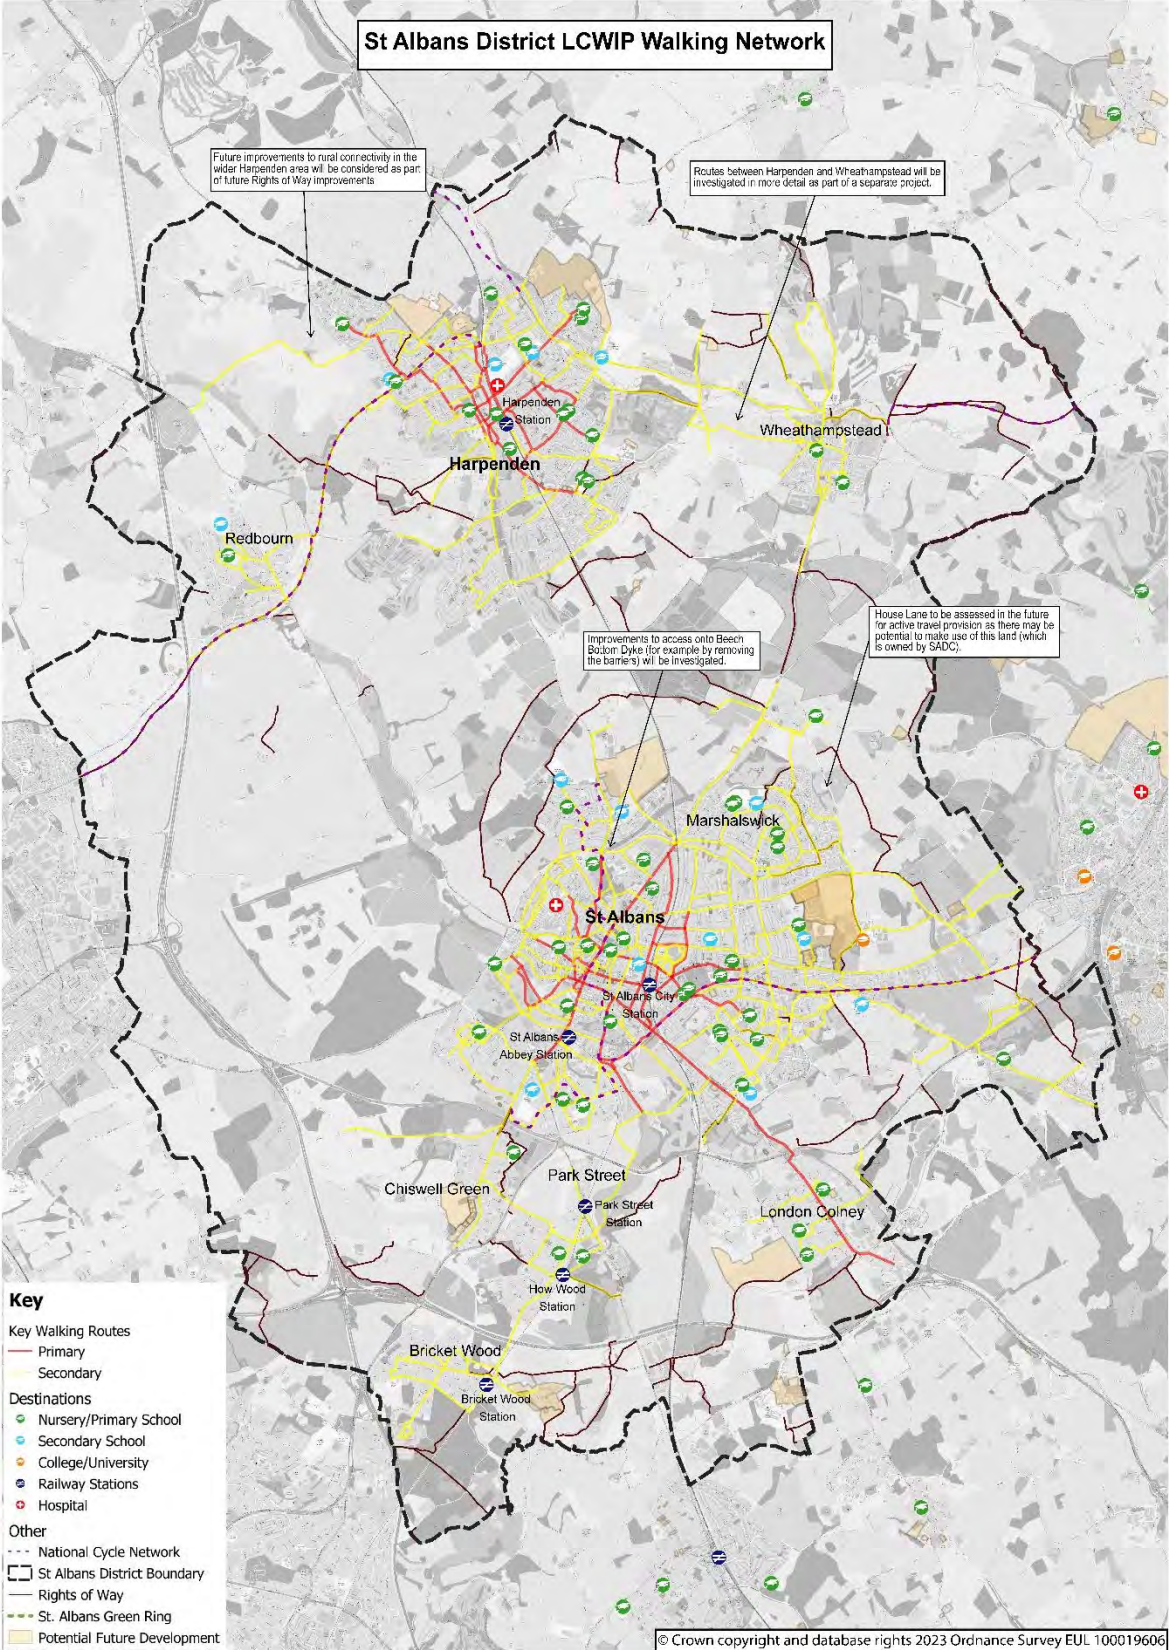 St Albans District LCWIP Walking Network
Future improvements to rural connectivity in the
wider Harpenden area will be considered as part
of future Rights of Way improvements
Routes between Harpenden and Wheathampstead will be
investigated in more detail as part of a separate project.
Harpenden
Station
Harpenden
Wheathampstead
Redbourn
House Lane to be assessed in the future
for active travel provision as there may be
potential to make use of this land (which
is owned by SADC).
Improvements to access onto Beech
Bottom Dyke (for example by removing
the barriers) will be investigated.
Marshalswick
St Albans
St Albans City
Station
St Albans
Abbey Station
Park Street
Chiswell Green
Park Street
Station
London Colney
How Wood
Station
Bricket Wood
Bricket Wood
Station
Key
Key Walking Routes
Primary
Secondary
Destinations
Nursery/Primary School
Secondary School
College/University
Railway Stations
Hospital
Other
National Cycle Network
St Albans District Boundary
Rights of Way
St. Albans Green Ring
Potential Future Development
© Crown copyright and database rights 2023 Ordnance Survey EUL 100019606